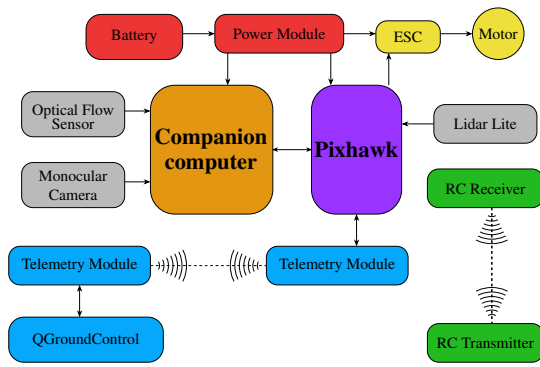 Battery
Power Module
ESC
Motor
Optical Flow
Sensor
Companion
computer
Pixhawk
Lidar Lite
Monocular
Camera
RC Receiver
Telemetry Module
Telemetry Module
QGroundControl
RC Transmitter